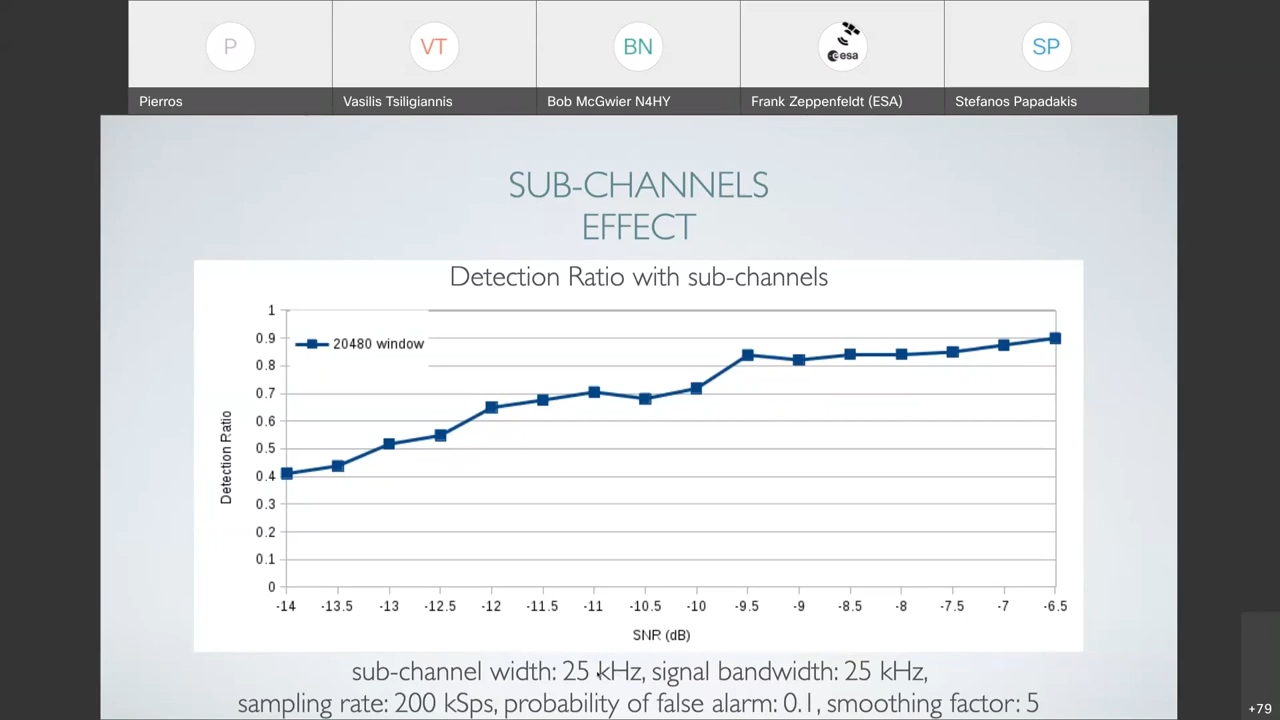 P
VT
BN
esa
SP
Pierros
Vasilis Tsiligiannis
Bob McGwier N4HY
Frank Zeppenfeldt (ESA)
Stefanos Papadakis
SUB-CHANNELS
EFFECT
Detection Ratio with sub-channels
1
0.9
0.8
0.7
0.6
0.5
0.4
0.3
0.2
0.1
0
20480 window
Detection Ratio
-14 -13.5 -13 -12.5 -12 -11.5 -11 -10.5 -10 -9.5 -9 -8.5 -8 -7.5 -7 -6.5
SNR (dB)
sub-channel width: 25 kHz, signal bandwidth: 25 kHz,
sampling rate: 200 kSps, probability of false alarm: 0.1, smoothing factor: 5
+79